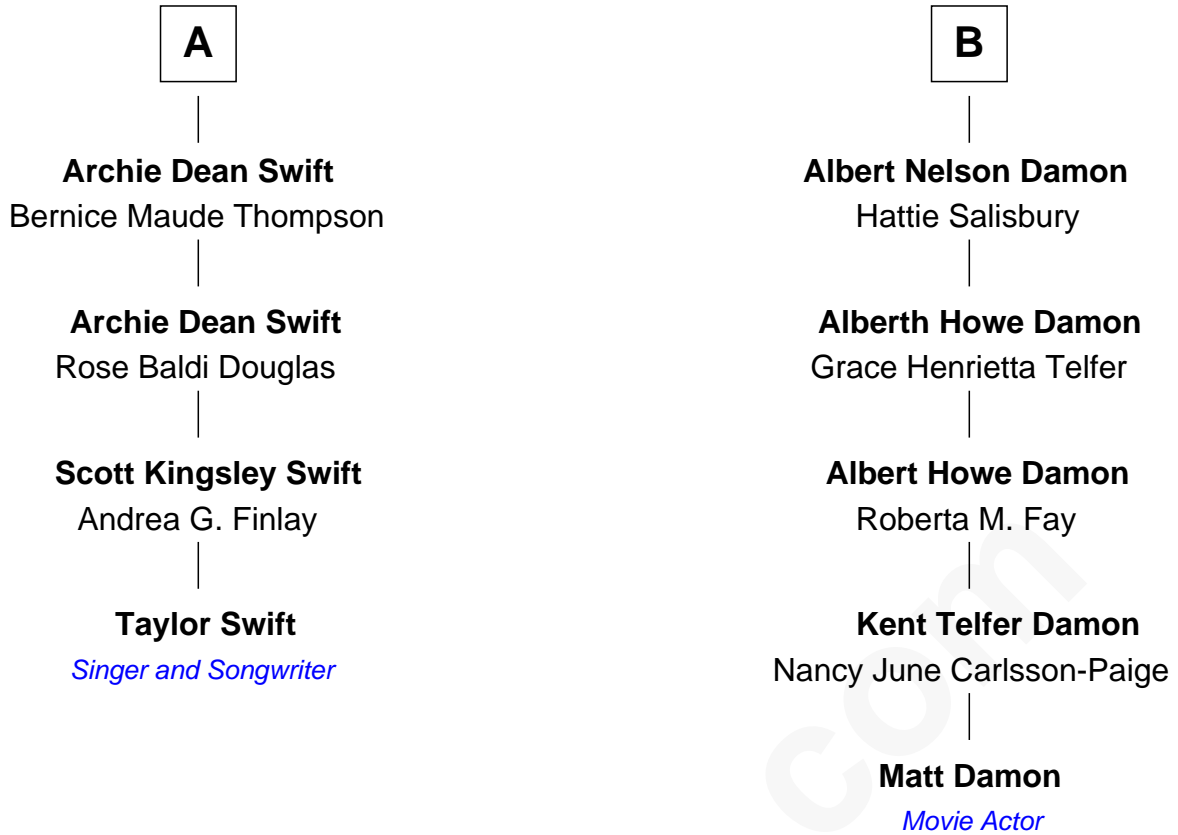 A
Archie Dean Swift
Bernice Maude Thompson
Archie Dean Swift
Rose Baldi Douglas
Scott Kingsley Swift
Andrea G. Finlay
Taylor Swift
Singer and Songwriter
B
Albert Nelson Damon
Hattie Salisbury
Alberth Howe Damon
Grace Henrietta Telfer
Albert Howe Damon
Roberta M. Fay
Kent Telfer Damon
Nancy June Carlsson-Paige
Matt Damon
Movie Actor
com